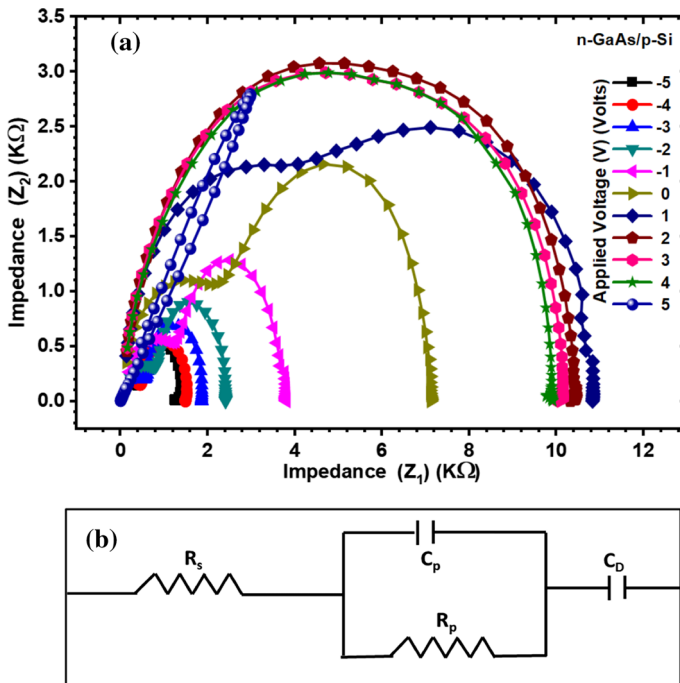 (a)
n-GaAs/p-Si
Impedance (Z2) (KΩ)
3.5
3.0
2.5
2.0
1.5
1.0
0.5
0.0
0 2 4 6 8 10 12
Impedance (Z1) (KΩ)
Applied Voltage (V) (Volts)
-5
-4
-3
-2
-1
0
1
2
3
4
5
(b)
Rs
Cp
Rp
CD